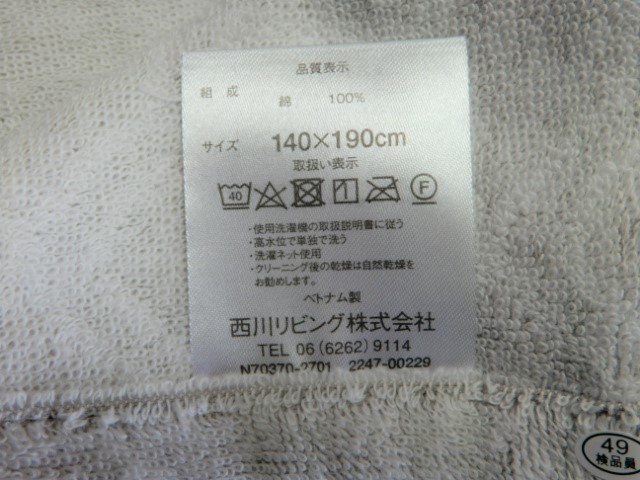 品質表示
組成 綿 100%
サイズ 140×190cm
取扱い表示
40 F
・使用洗濯機の取扱説明書に従う
・高水位で単独で洗う
・洗濯ネット使用
・クリーニング後の乾燥は自然乾燥を
お勧めします。
ベトナム製
西川リビング株式会社
TEL 06(6262)9114
N70370-2701 2247-00229
49
検品員